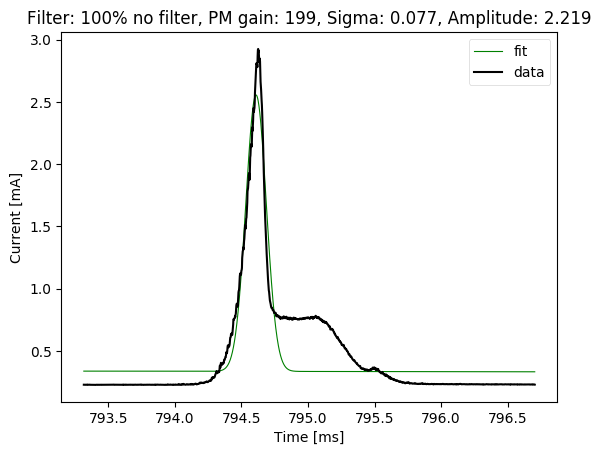 Filter: 100% no filter, PM gain: 199, Sigma: 0.077, Amplitude: 2.219
fit
data
3.0
2.5
2.0
1.5
1.0
0.5
Current [mA]
793.5 794.0 794.5 795.0 795.5 796.0 796.5
Time [ms]